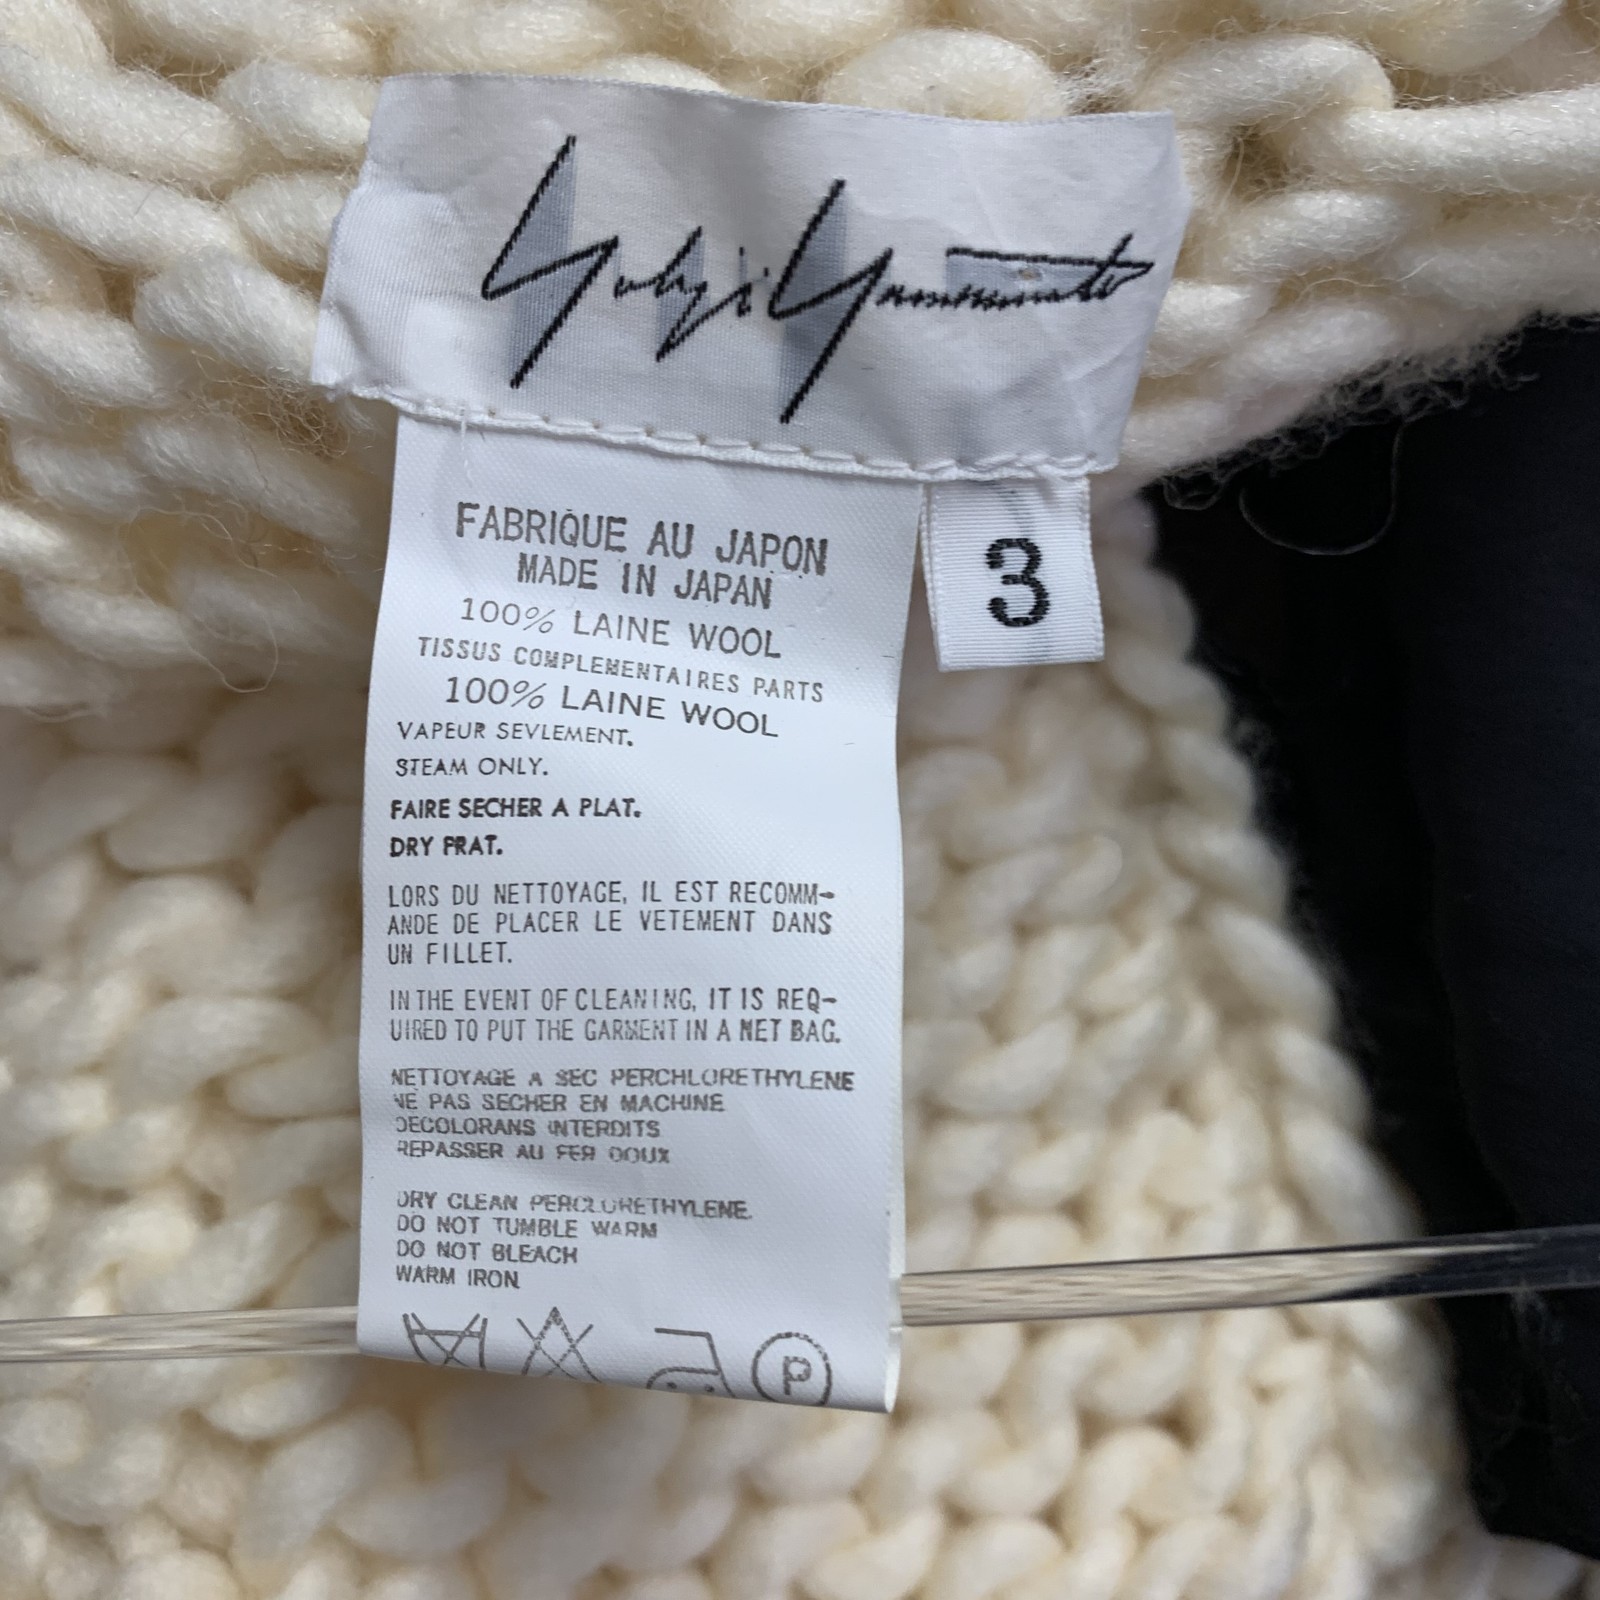 Yohji Yamamoto
3
FABRIQUE AU JAPON
MADE IN JAPAN
100% LAINE WOOL
TISSUS COMPLEMENTAIRES PARTS
100% LAINE WOOL
VAPEUR SEVLEMENT.
STEAM ONLY.
FAIRE SECHER A PLAT.
DRY FRAT.
LORS DU NETTOYAGE, IL EST RECOMM-
ANDE DE PLACER LE VETEMENT DANS
UN FILLET.
IN THE EVENT OF CLEANING, IT IS REQ-
UIRED TO PUT THE GARMENT IN A NET BAG.
NETTOYAGE A SEC PERCHLORETHYLENE
NE PAS SECHER EN MACHINE
DECOLORANS INTERDITS
REPASSER AU FER DOUX
DRY CLEAN PERCLORETHYLENE.
DO NOT TUMBLE WARM
DO NOT BLEACH
WARM IRON
P